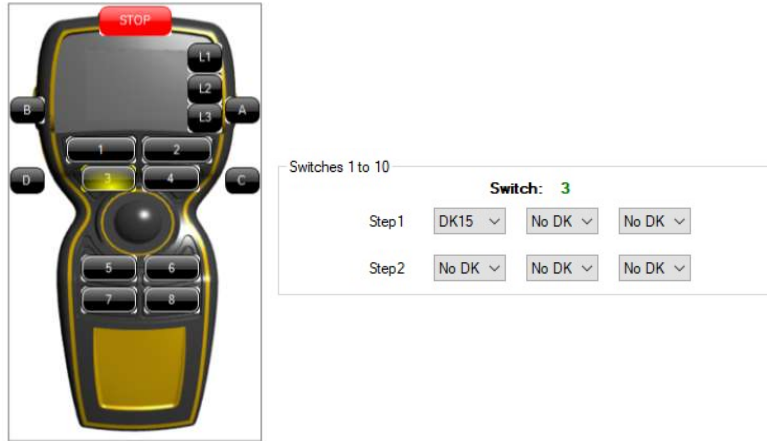 STOP
L1
L2
B
L3
A
1
2
D
3
4
C
5
6
7
8
Switches 1 to 10
Switch: 3
Step1 DK15 No DK No DK
Step2 No DK No DK No DK